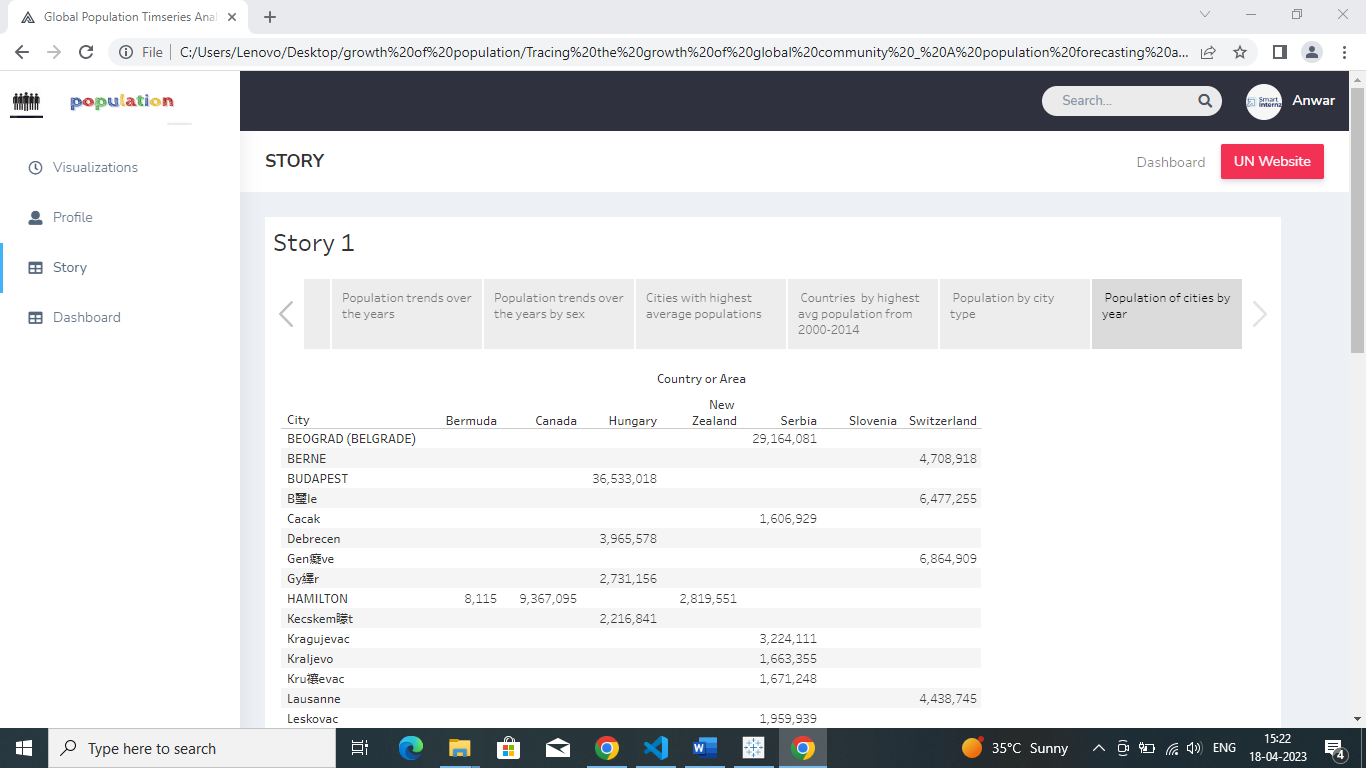 Global Population Timseries Anal
File
C:/Users/Lenovo/Desktop/growth%20of%20population/Tracing%20the%20growth%20of%20global%20community%20_%20A%20population%20forecasting%20a...
population
Search...
Smart
Internz
Anwar
Visualizations
Profile
Story
Dashboard
STORY
Dashboard
UN Website
Story 1
Population trends over
the years
Population trends over
the years by sex
Cities with highest
average populations
Countries by highest
avg population from
2000-2014
Population by city
type
Population of cities by
year
Country or Area
City Bermuda Canada Hungary New Zealand Serbia Slovenia Switzerland
BEOGRAD (BELGRADE) 29,164,081
BERNE 4,708,918
BUDAPEST 36,533,018
B璽le 6,477,255
Cacak 1,606,929
Debrecen 3,965,578
Gen癡ve 6,864,909
Gy繹r 2,731,156
HAMILTON 8,115 9,367,095 2,819,551
Kecskem矇t 2,216,841
Kragujevac 3,224,111
Kraljevo 1,663,355
Kru禳evac 1,671,248
Lausanne 4,438,745
Leskovac 1,959,939
Type here to search
35°C Sunny
ENG
15:22
18-04-2023
4